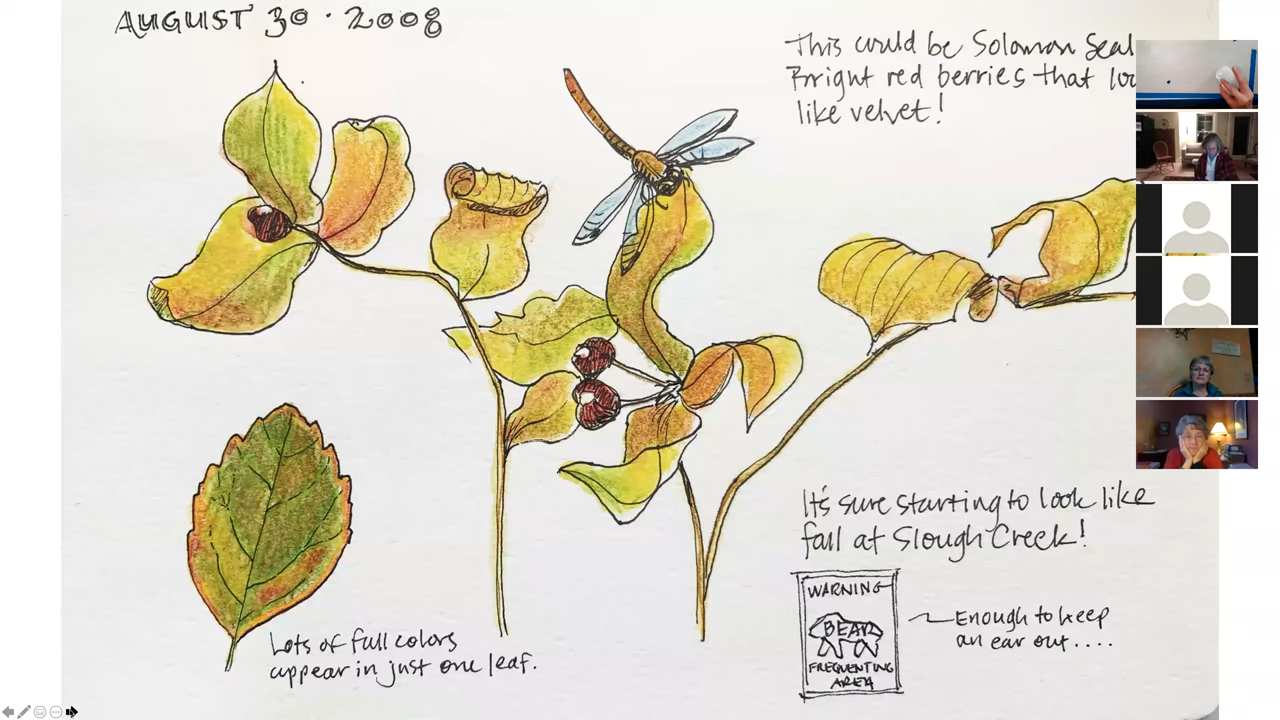 AUGUST 30 · 2008
This could be Solomon Seal
Bright red berries that loo
like velvet!
It's sure starting to look like
fall at Slough Creek!
WARNING
BEAR
FREQUENTING
AREA
Enough to keep
an ear out....
Lots of full colors
appear in just one leaf.